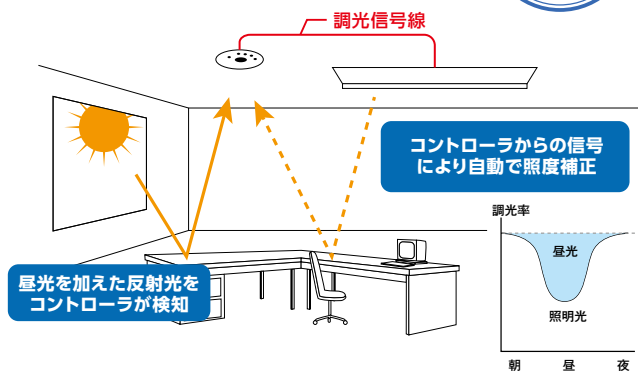 調光信号線
コントローラからの信号
により自動で照度補正
調光率
昼光
昼光を加えた反射光を
コントローラが検知
照明光
朝 昼 夜